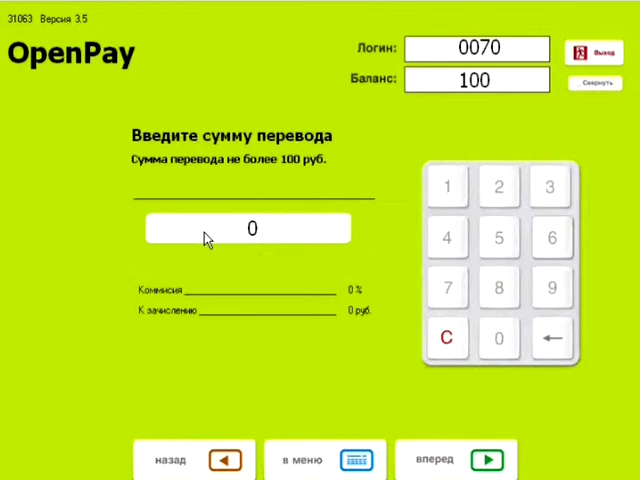 31063 Версия 3.5
OpenPay
Логин: 0070
Выход
Баланс: 100
Свернуть
Введите сумму перевода
Сумма перевода не более 100 руб.
0
Коммисия 0 %
К зачислению 0 руб.
1 2 3
4 5 6
7 8 9
C 0 ←
назад
в меню
вперед